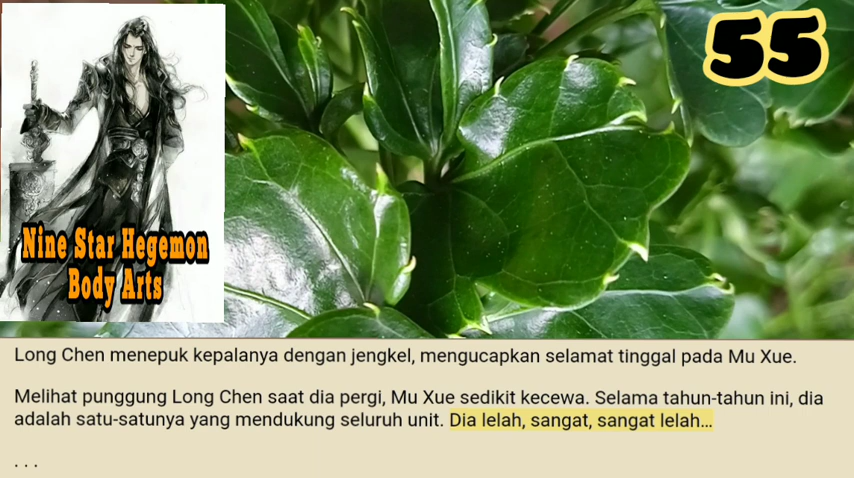 55
Nine Star Hegemon
Body Arts
Long Chen menepuk kepalanya dengan jengkel, mengucapkan selamat tinggal pada Mu Xue.
Melihat punggung Long Chen saat dia pergi, Mu Xue sedikit kecewa. Selama tahun-tahun ini, dia
adalah satu-satunya yang mendukung seluruh unit. Dia lelah, sangat, sangat lelah...
. . .